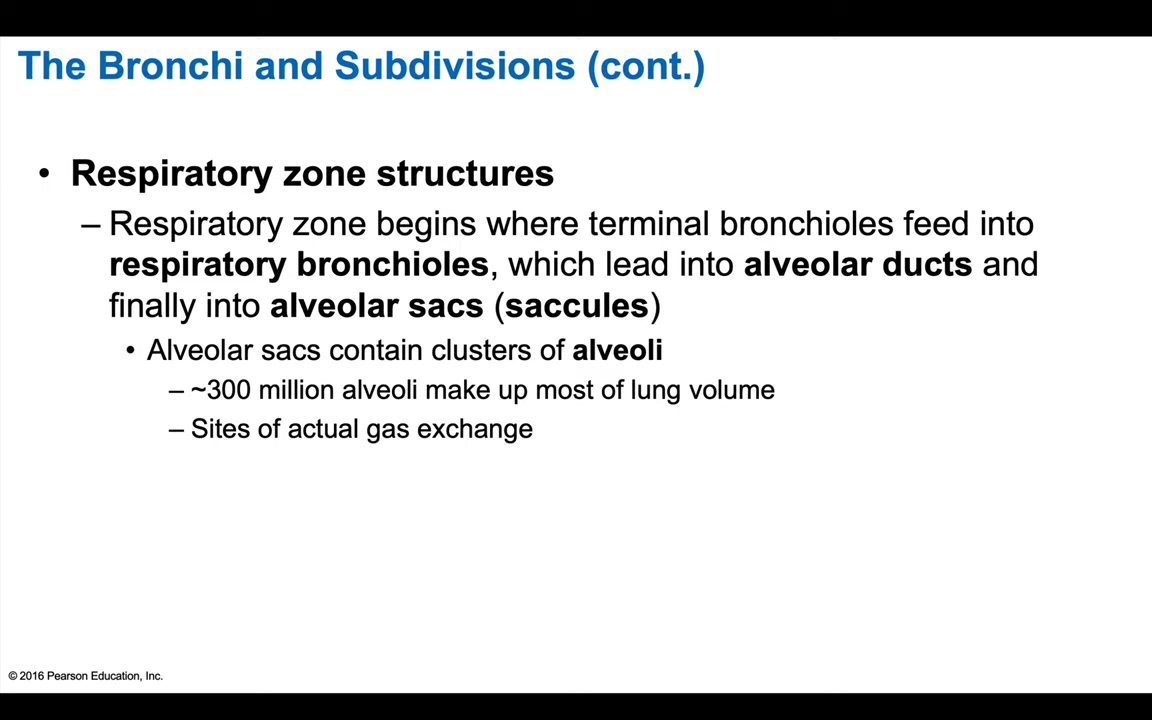 The Bronchi and Subdivisions (cont.)
• Respiratory zone structures
– Respiratory zone begins where terminal bronchioles feed into
respiratory bronchioles, which lead into alveolar ducts and
finally into alveolar sacs (saccules)
• Alveolar sacs contain clusters of alveoli
– ~300 million alveoli make up most of lung volume
– Sites of actual gas exchange
© 2016 Pearson Education, Inc.